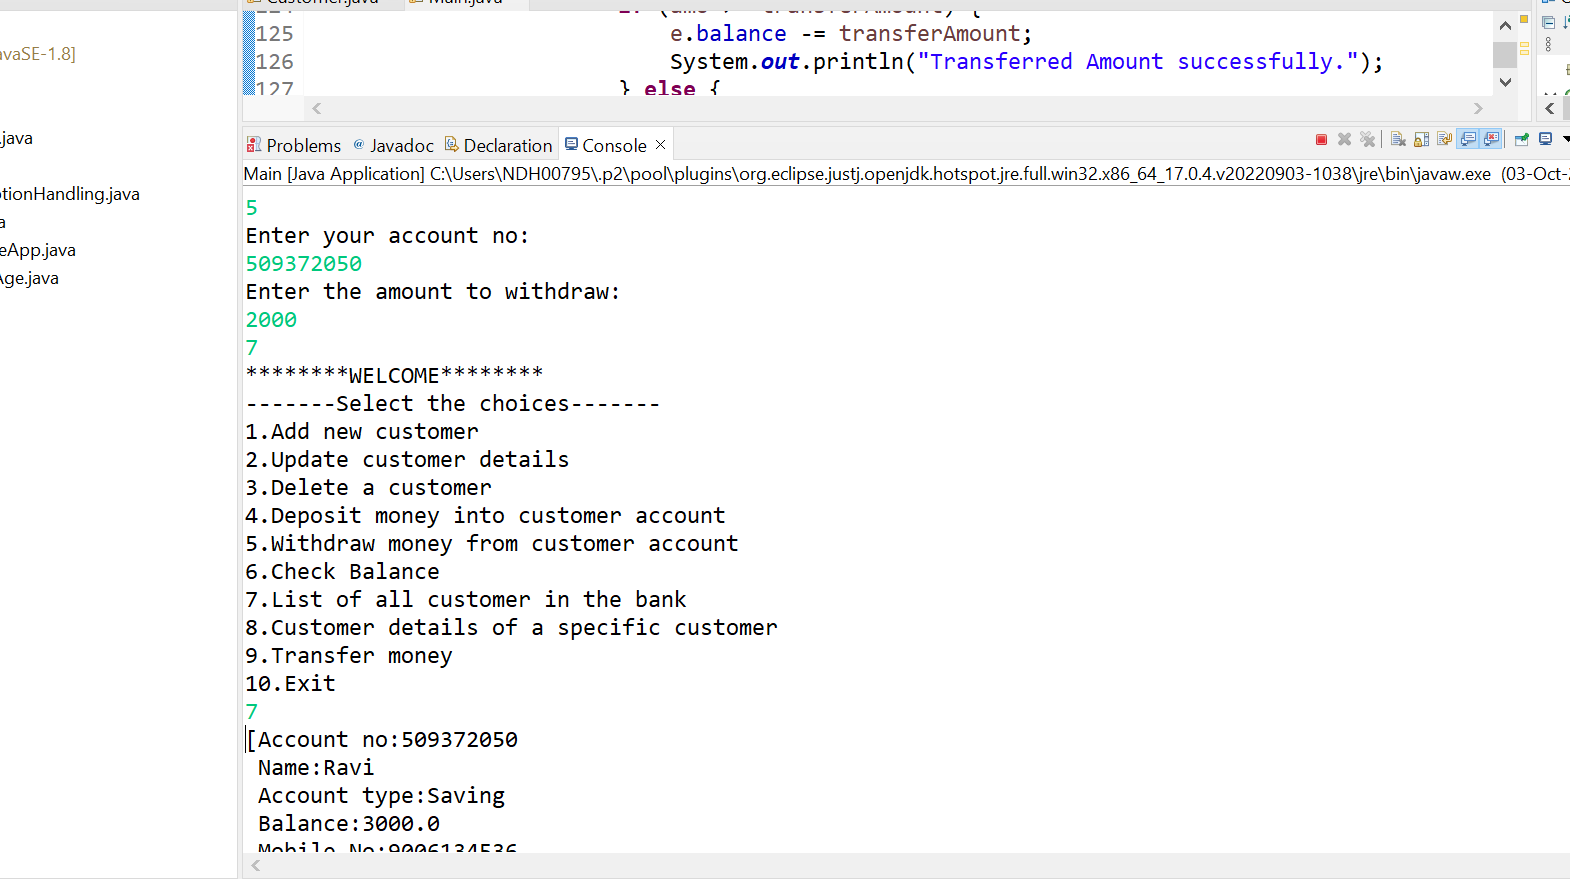 Customer.java Main.java
125 e.balance -= transferAmount;
126 System.out.println("Transferred Amount successfully.");
127 } else {
avaSE-1.8]
.java
otionHandling.java
a
eApp.java
Age.java
Problems @ Javadoc Declaration Console
Main [Java Application] C:\Users\NDH00795\.p2\pool\plugins\org.eclipse.justj.openjdk.hotspot.jre.full.win32.x86_64_17.0.4.v20220903-1038\jre\bin\javaw.exe (03-Oct-
5
Enter your account no:
509372050
Enter the amount to withdraw:
2000
7
********WELCOME********
-------Select the choices-------
1.Add new customer
2.Update customer details
3.Delete a customer
4.Deposit money into customer account
5.Withdraw money from customer account
6.Check Balance
7.List of all customer in the bank
8.Customer details of a specific customer
9.Transfer money
10.Exit
7
[Account no:509372050
Name:Ravi
Account type:Saving
Balance:3000.0
Mobile No:9006134536